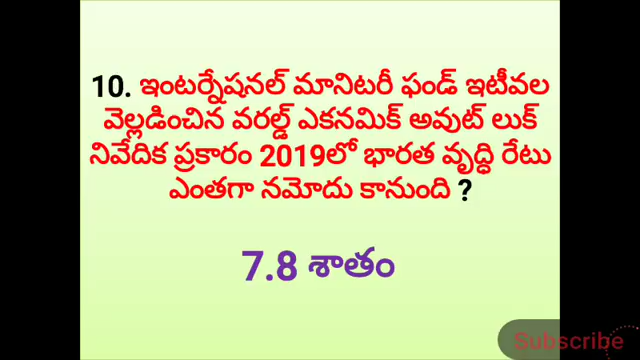 10. ఇంటర్నేషనల్ మానిటరీ ఫండ్ ఇటీవల
వెల్లడించిన వరల్డ్ ఎకనమిక్ అవుట్ లుక్
నివేదిక ప్రకారం 2019లో భారత వృద్ధి రేటు
ఎంతగా నమోదు కానుంది ?
7.8 శాతం
Subscribe